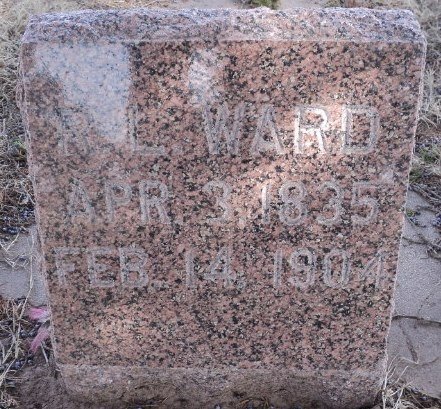 L. WARD
APR. 3, 1835
FEB. 14, 1904